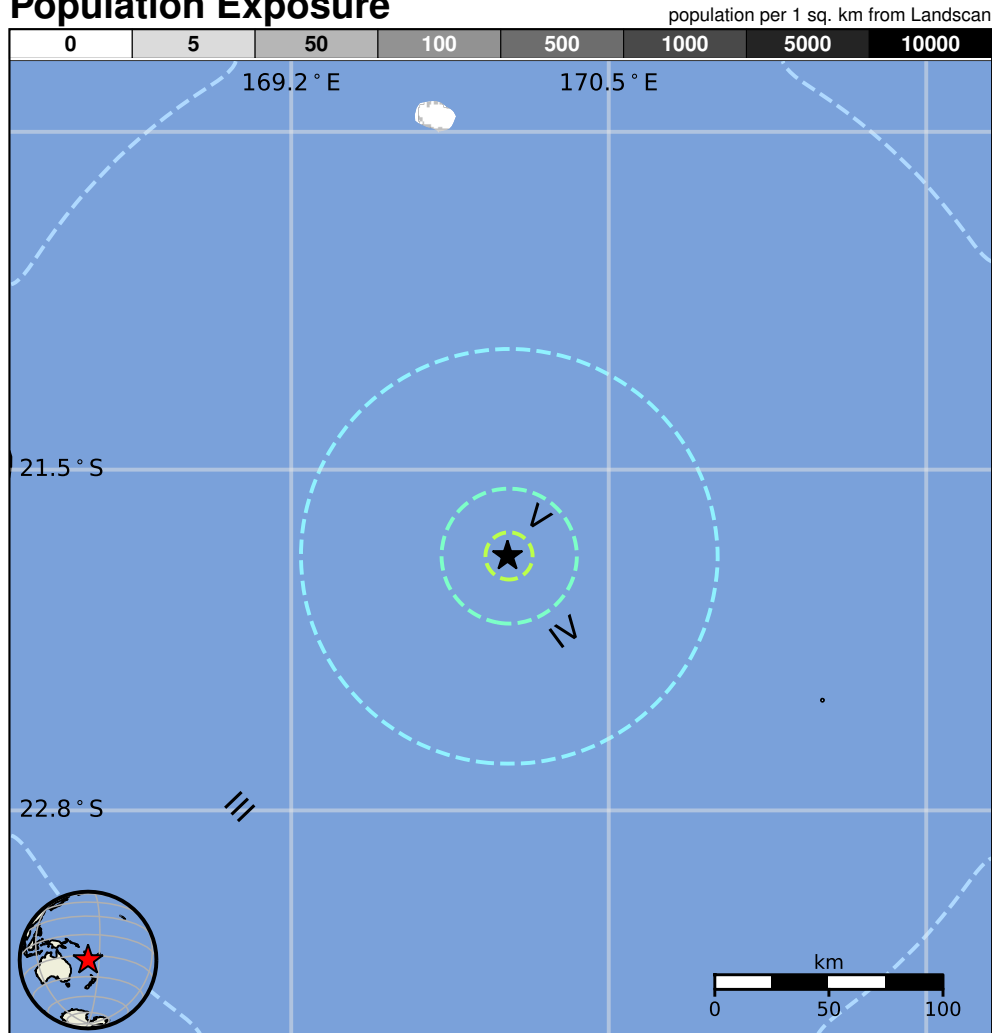 Population Exposure
population per 1 sq. km from Landscan
0 5 50 100 500 1000 5000 10000
169.2°E 170.5°E
21.5°S
V
IV
22.8°S
III
km
0 50 100